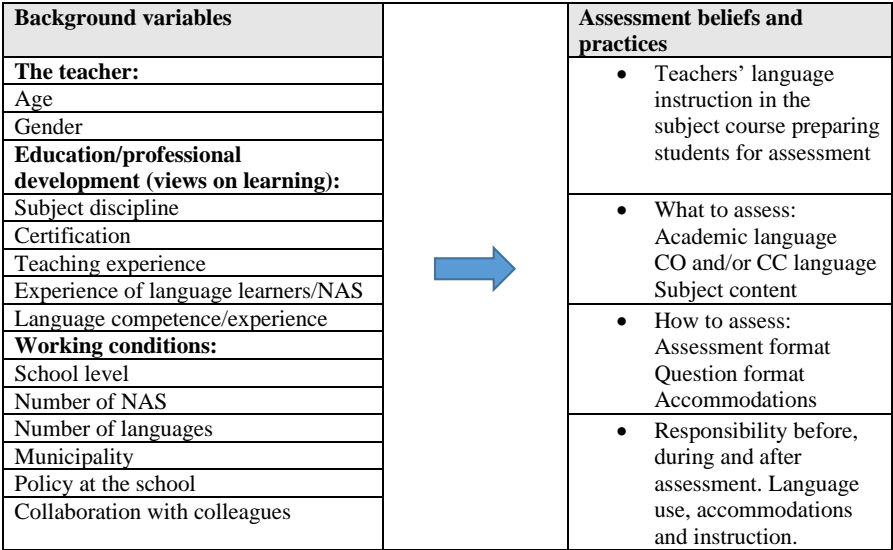 Background variables
The teacher:
Age
Gender
Education/professional
development (views on learning):
Subject discipline
Certification
Teaching experience
Experience of language learners/NAS
Language competence/experience
Working conditions:
School level
Number of NAS
Number of languages
Municipality
Policy at the school
Collaboration with colleagues
Assessment beliefs and
practices
• Teachers’ language
instruction in the
subject course preparing
students for assessment
• What to assess:
Academic language
CO and/or CC language
Subject content
• How to assess:
Assessment format
Question format
Accommodations
• Responsibility before,
during and after
assessment. Language
use, accommodations
and instruction.